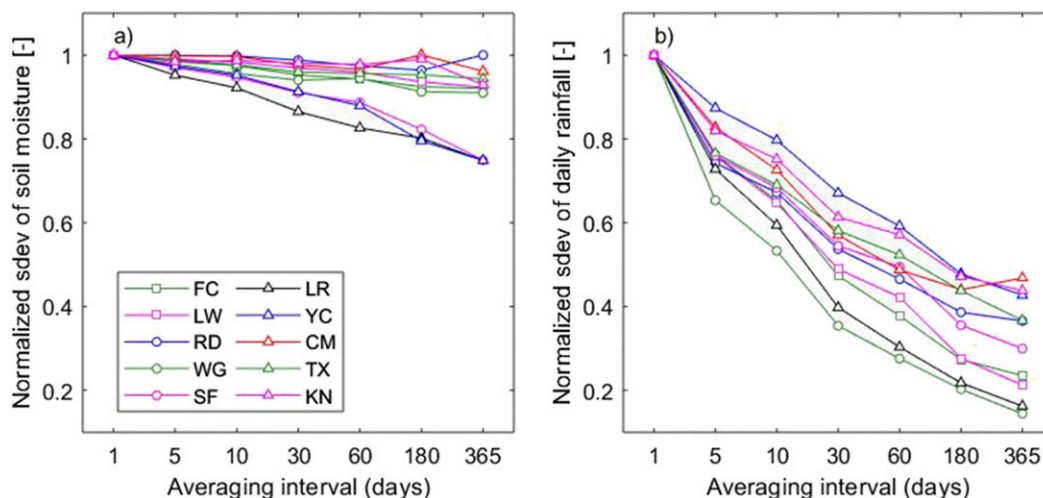 a)
Normalized sdev of soil moisture [-]
1
0.8
0.6
0.4
0.2
FC LR
LW YC
RD CM
WG TX
SF KN
1 5 10 30 60 180 365
Averaging interval (days)
b)
Normalized sdev of daily rainfall [-]
1
0.8
0.6
0.4
0.2
1 5 10 30 60 180 365
Averaging interval (days)